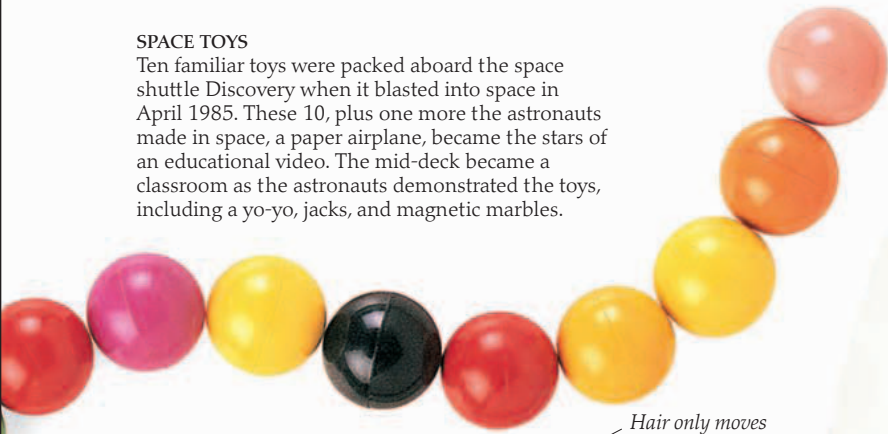 SPACE TOYS
Ten familiar toys were packed aboard the space
shuttle Discovery when it blasted into space in
April 1985. These 10, plus one more the astronauts
made in space, a paper airplane, became the stars of
an educational video. The mid-deck became a
classroom as the astronauts demonstrated the toys,
including a yo-yo, jacks, and magnetic marbles.
Hair only moves